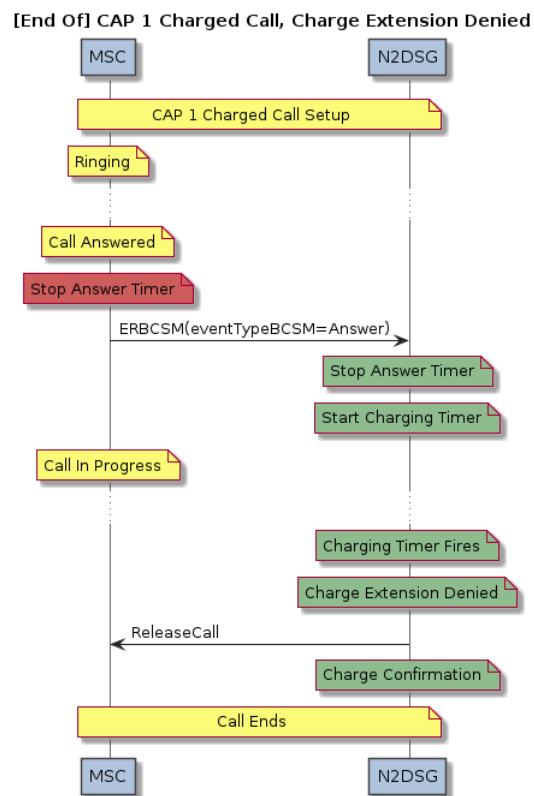 [End Of] CAP 1 Charged Call, Charge Extension Denied
MSC N2DSG
CAP 1 Charged Call Setup
Ringing
Call Answered
Stop Answer Timer
ERBCSM(eventTypeBCSM=Answer)
Stop Answer Timer
Start Charging Timer
Call In Progress
Charging Timer Fires
Charge Extension Denied
ReleaseCall
Charge Confirmation
Call Ends
MSC N2DSG